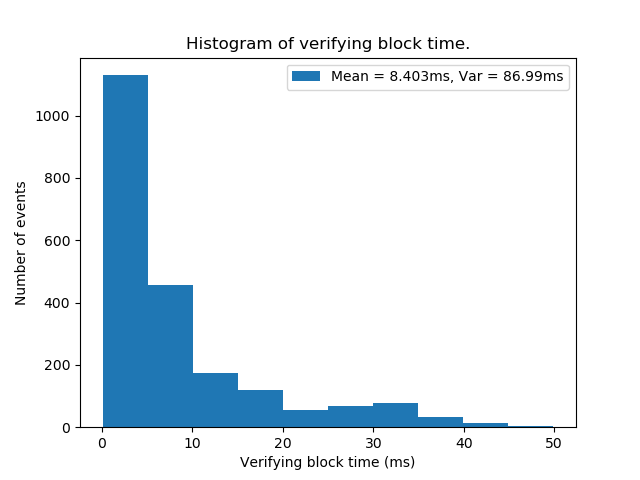 Histogram of verifying block time.
Mean = 8.403ms, Var = 86.99ms
Number of events
1000
800
600
400
200
0
0 10 20 30 40 50
Verifying block time (ms)